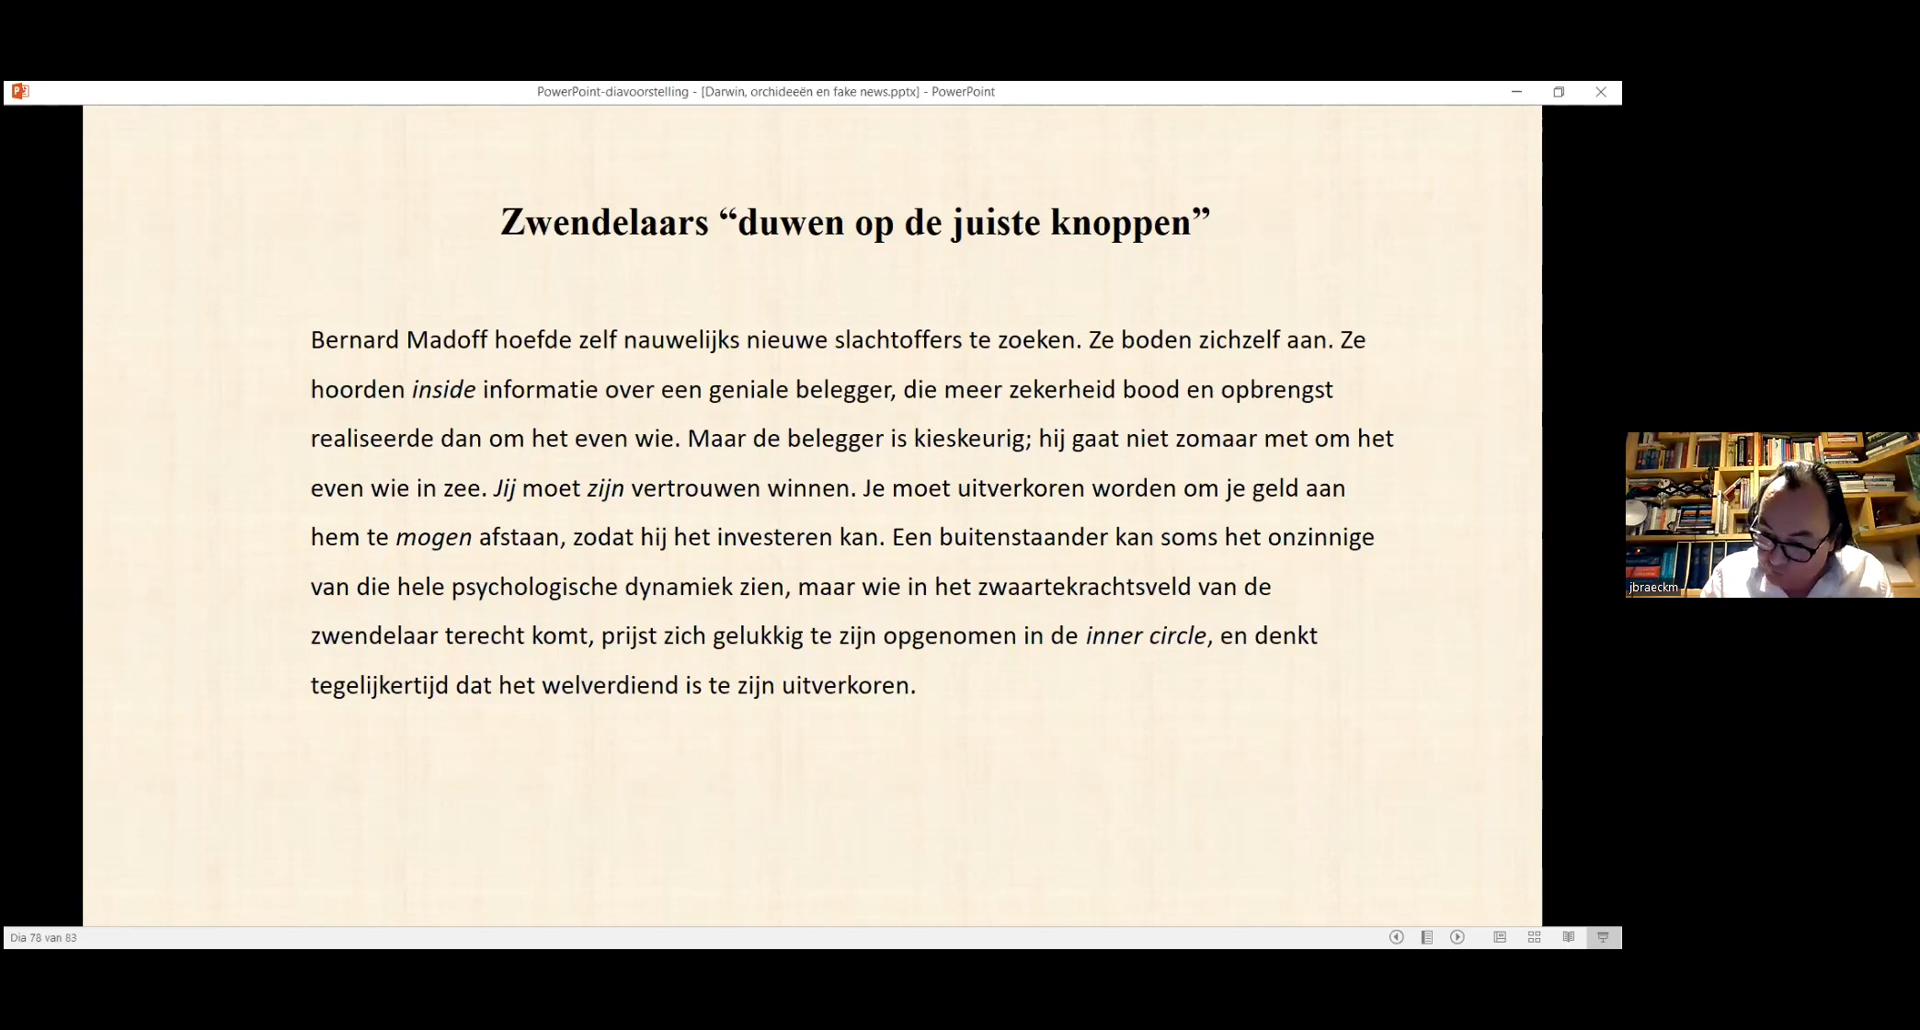 PowerPoint-diavoorstelling - [Darwin, orchideeën en fake news.pptx] - PowerPoint
Zwendelaars “duwen op de juiste knoppen”
Bernard Madoff hoefde zelf nauwelijks nieuwe slachtoffers te zoeken. Ze boden zichzelf aan. Ze
hoorden inside informatie over een geniale belegger, die meer zekerheid bood en opbrengst
realiseerde dan om het even wie. Maar de belegger is kieskeurig; hij gaat niet zomaar met om het
even wie in zee. Jij moet zijn vertrouwen winnen. Je moet uitverkoren worden om je geld aan
hem te mogen afstaan, zodat hij het investeren kan. Een buitenstaander kan soms het onzinnige
van die hele psychologische dynamiek zien, maar wie in het zwaartekrachtsveld van de
zwendelaar terecht komt, prijst zich gelukkig te zijn opgenomen in de inner circle, en denkt
tegelijkertijd dat het welverdiend is te zijn uitverkoren.
jbraeckm
Dia 78 van 83